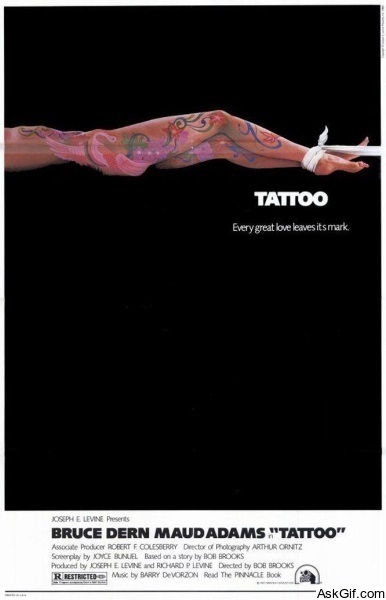 TATTOO
Every great love leaves its mark.
JOSEPH E. LEVINE Presents
BRUCE DERN MAUD ADAMS in "TATTOO"
Associate Producer ROBERT F. COLESBERRY Director of Photography ARTHUR ORNITZ
Screenplay by JOYCE BUNUEL Based on a story by BOB BROOKS
Produced by JOSEPH E. LEVINE and RICHARD P. LEVINE Directed by BOB BROOKS
R RESTRICTED Music by BARRY DeVORZON Read The PINNACLE Book
AskGif.com